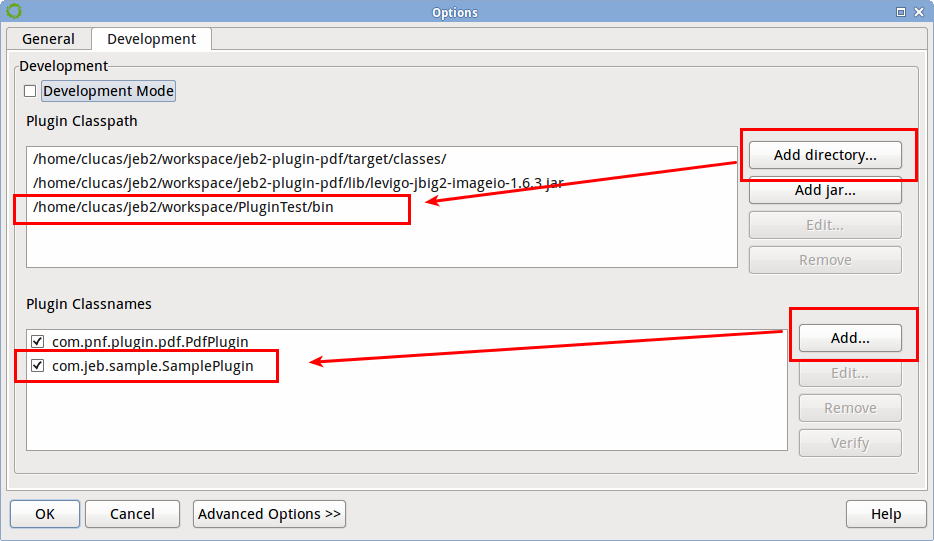 Options
General
Development
Development
Development Mode
Plugin Classpath
/home/clucas/jeb2/workspace/jeb2-plugin-pdf/target/classes/
/home/clucas/jeb2/workspace/jeb2-plugin-pdf/lib/levigo-jbig2-imageio-1.6.3.jar
/home/clucas/jeb2/workspace/PluginTest/bin
Add directory...
Add jar...
Edit...
Remove
Plugin Classnames
com.pnf.plugin.pdf.PdfPlugin
com.jeb.sample.SamplePlugin
Add...
Edit...
Remove
Verify
OK
Cancel
Advanced Options >>
Help